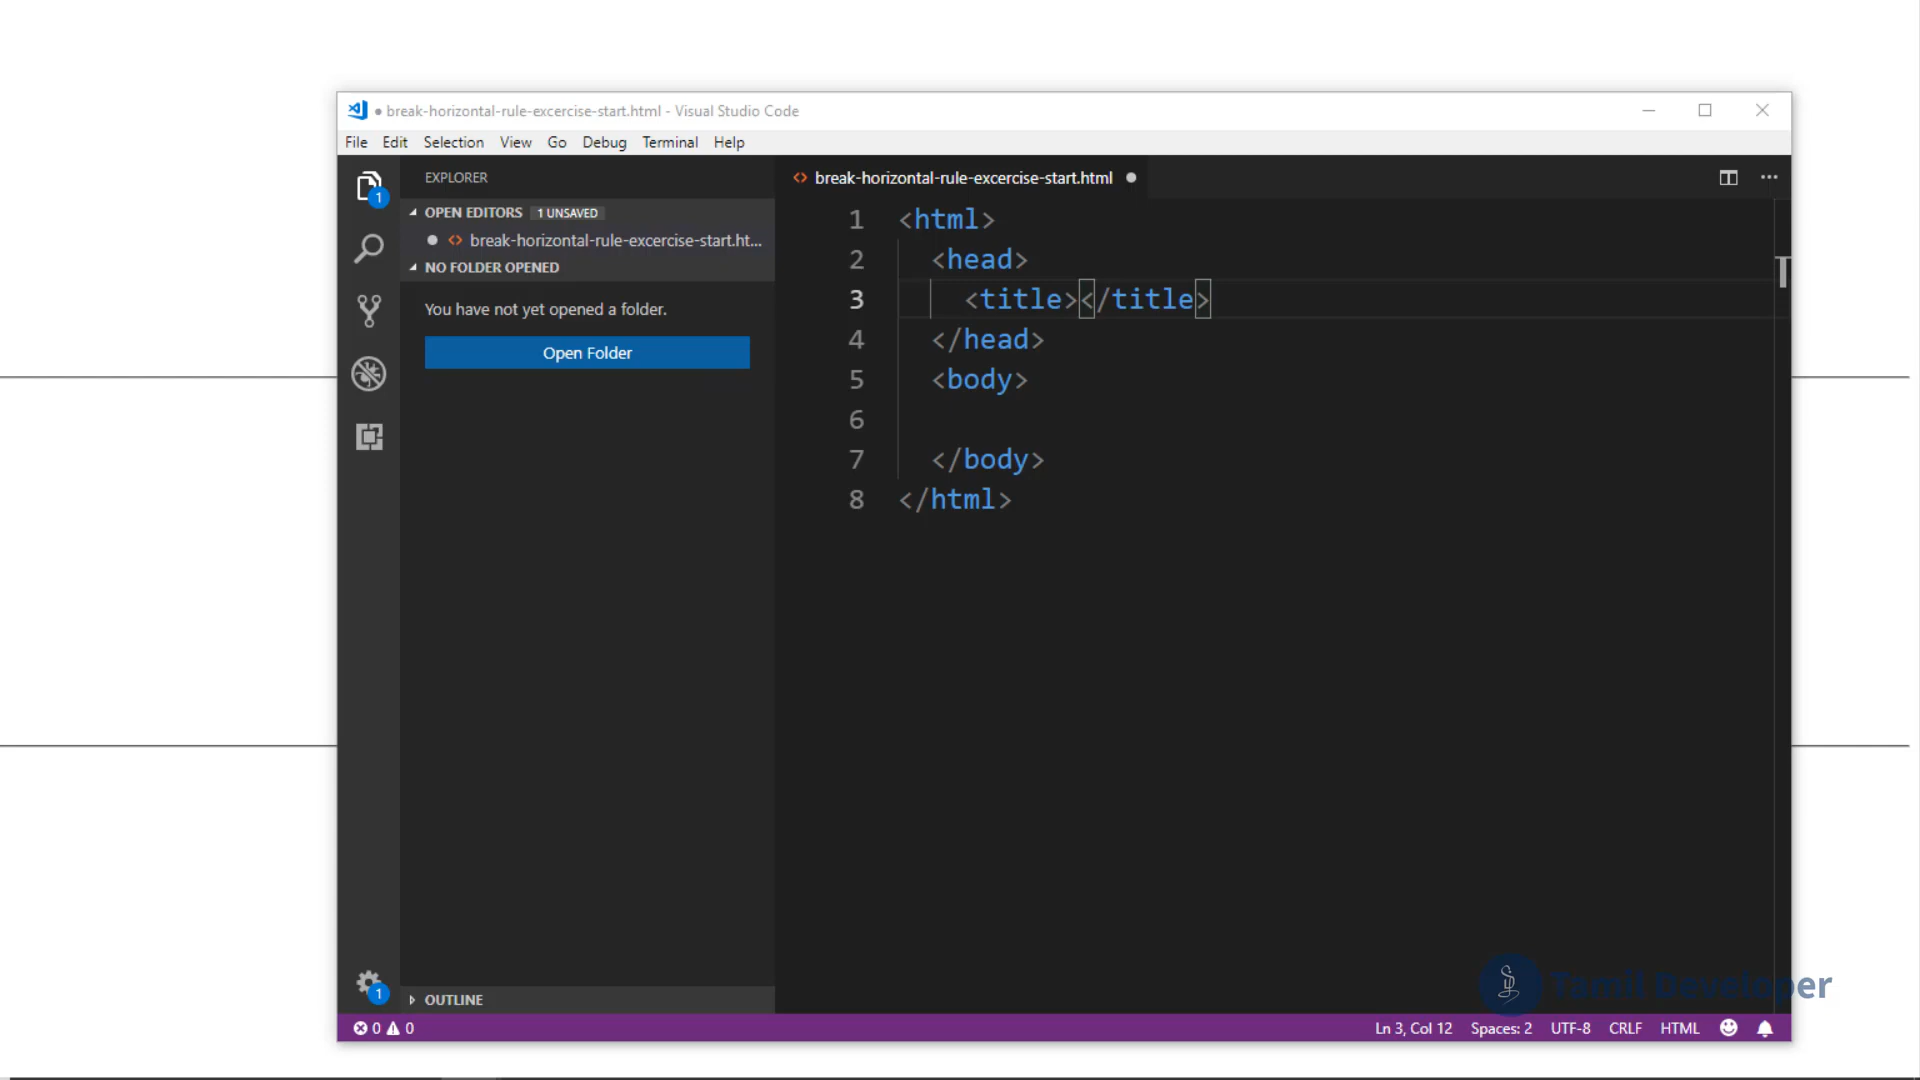 ● break-horizontal-rule-excercise-start.html - Visual Studio Code
File Edit Selection View Go Debug Terminal Help
1
EXPLORER
OPEN EDITORS 1 UNSAVED
● <> break-horizontal-rule-excercise-start.ht...
NO FOLDER OPENED
You have not yet opened a folder.
Open Folder
OUTLINE
1
<> break-horizontal-rule-excercise-start.html ●
1 <html>
2 <head>
3 <title></title>
4 </head>
5 <body>
6
7 </body>
8 </html>
Tamil Developer
0 0 Ln 3, Col 12 Spaces: 2 UTF-8 CRLF HTML